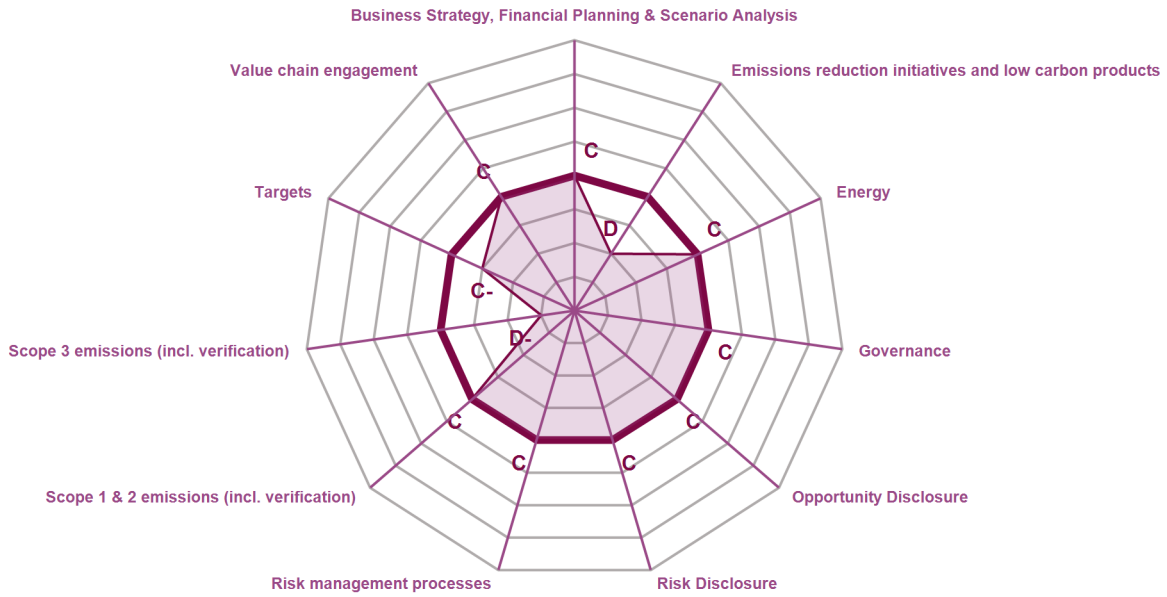 Business Strategy, Financial Planning & Scenario Analysis
Value chain engagement
Emissions reduction initiatives and low carbon products
C
C
Targets
Energy
D
C
C-
D-
Scope 3 emissions (incl. verification)
Governance
C
C
C
C
C
Scope 1 & 2 emissions (incl. verification)
Opportunity Disclosure
Risk management processes
Risk Disclosure